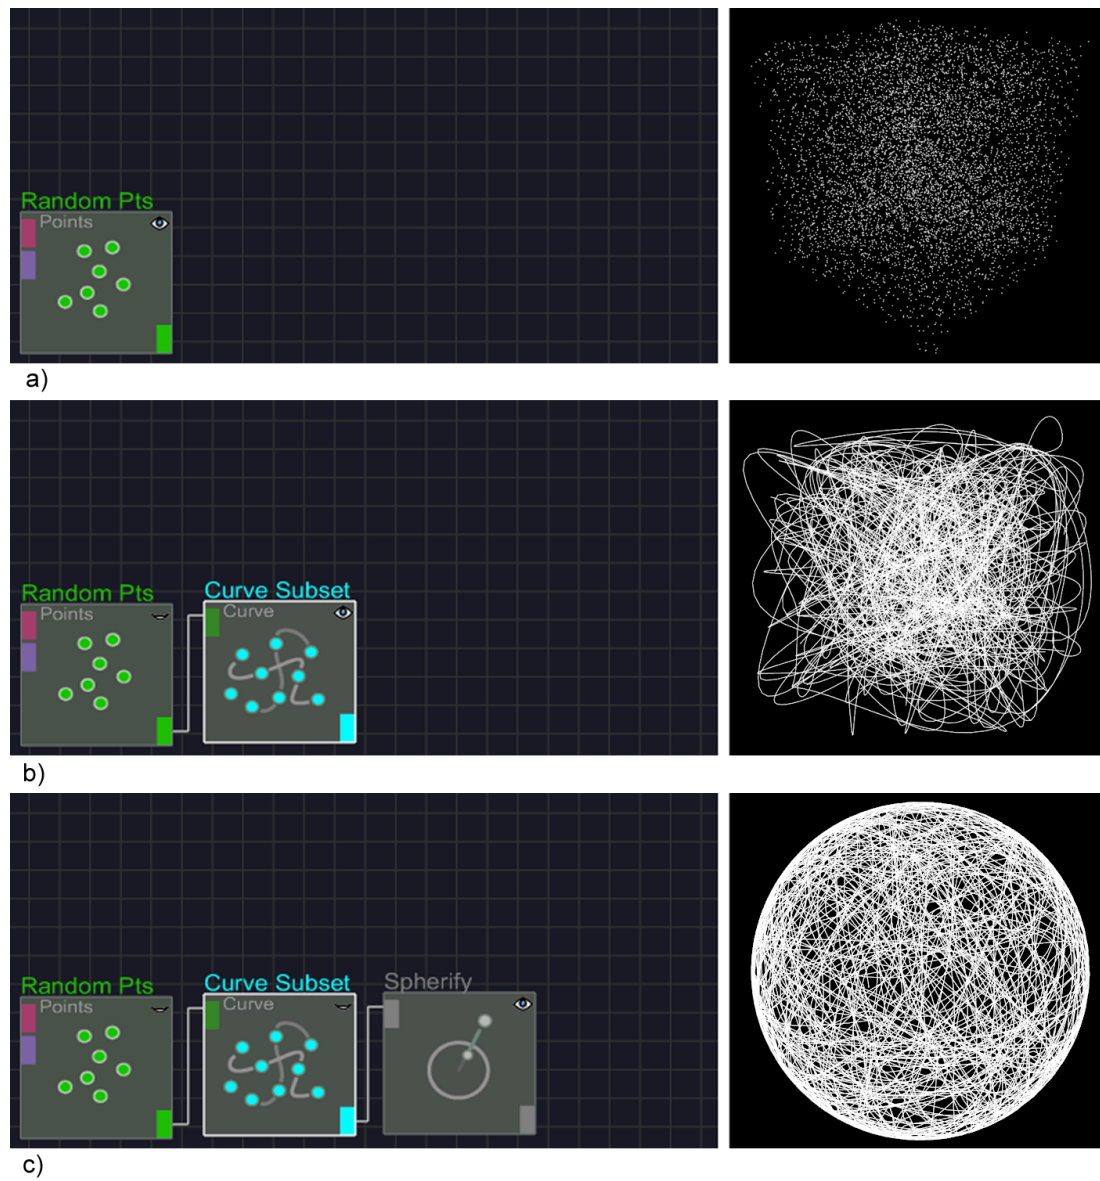 Random Pts
Points
a)
Random Pts
Curve Subset
Points
Curve
b)
Random Pts
Curve Subset
Spherify
Points
Curve
c)